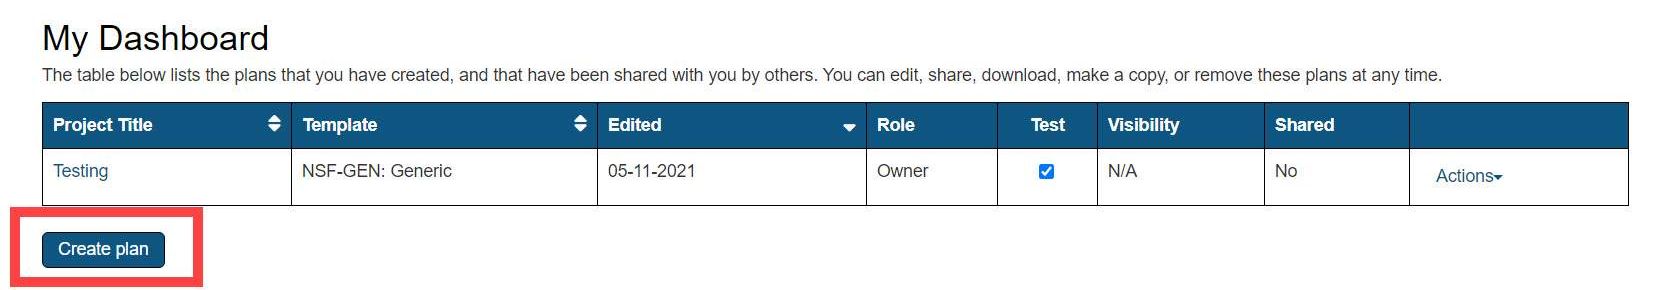 My Dashboard
The table below lists the plans that you have created, and that have been shared with you by others. You can edit, share, download, make a copy, or remove these plans at any time.
Project Title Template Edited Role Test Visibility Shared
Testing NSF-GEN: Generic 05-11-2021 Owner N/A No Actions
Create plan